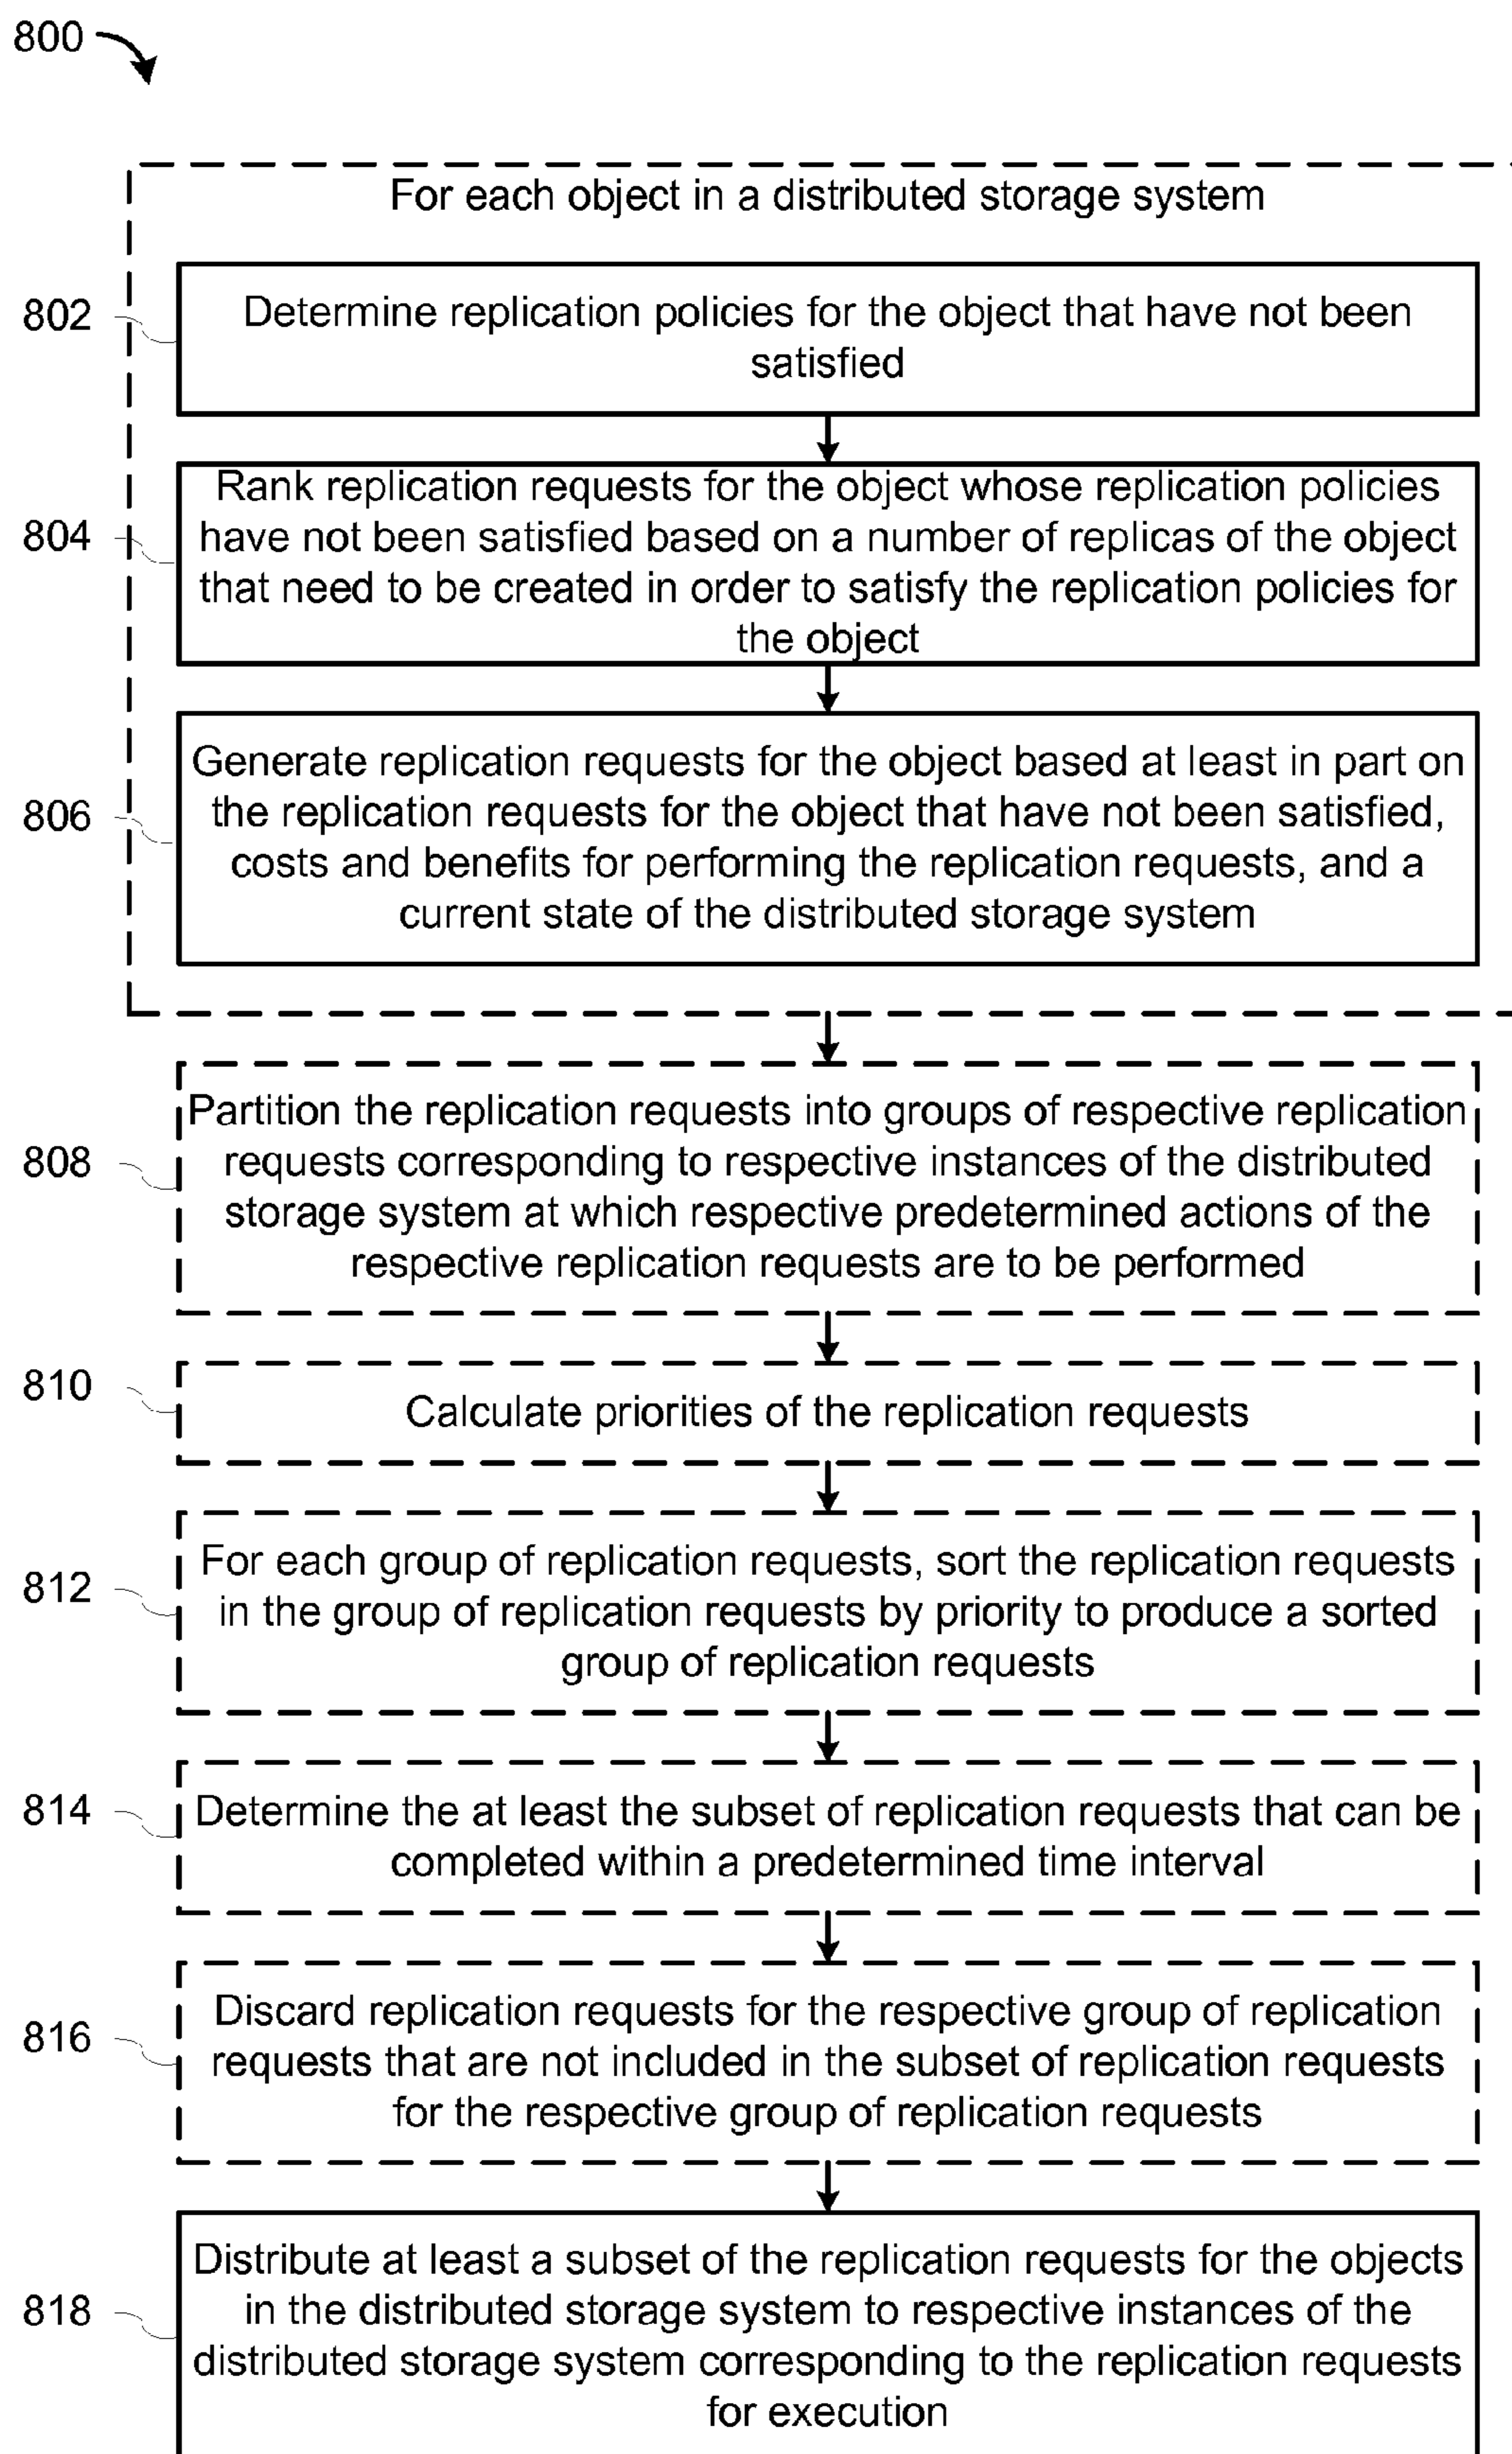 800
For each object in a distributed storage system
802
Determine replication policies for the object that have not been
satisfied
804
Rank replication requests for the object whose replication policies
have not been satisfied based on a number of replicas of the object
that need to be created in order to satisfy the replication policies for
the object
806
Generate replication requests for the object based at least in part on
the replication requests for the object that have not been satisfied,
costs and benefits for performing the replication requests, and a
current state of the distributed storage system
808
Partition the replication requests into groups of respective replication
requests corresponding to respective instances of the distributed
storage system at which respective predetermined actions of the
respective replication requests are to be performed
810
Calculate priorities of the replication requests
812
For each group of replication requests, sort the replication requests
in the group of replication requests by priority to produce a sorted
group of replication requests
814
Determine the at least the subset of replication requests that can be
completed within a predetermined time interval
816
Discard replication requests for the respective group of replication
requests that are not included in the subset of replication requests
for the respective group of replication requests
818
Distribute at least a subset of the replication requests for the objects
in the distributed storage system to respective instances of the
distributed storage system corresponding to the replication requests
for execution